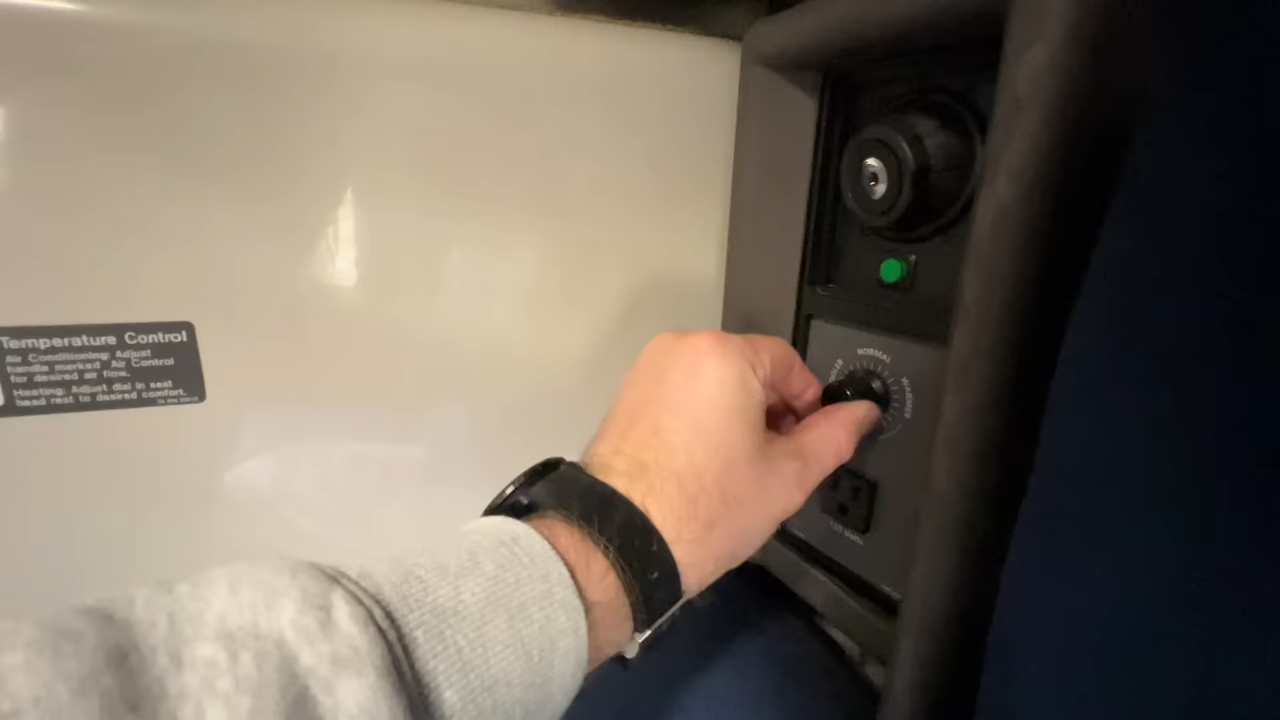 Temperature Control
Air Conditioning: Adjust
handle marked Air Control
for desired air flow.
Heating: Adjust dial in seat
head rest to desired comfort.
NORMAL
WARMER